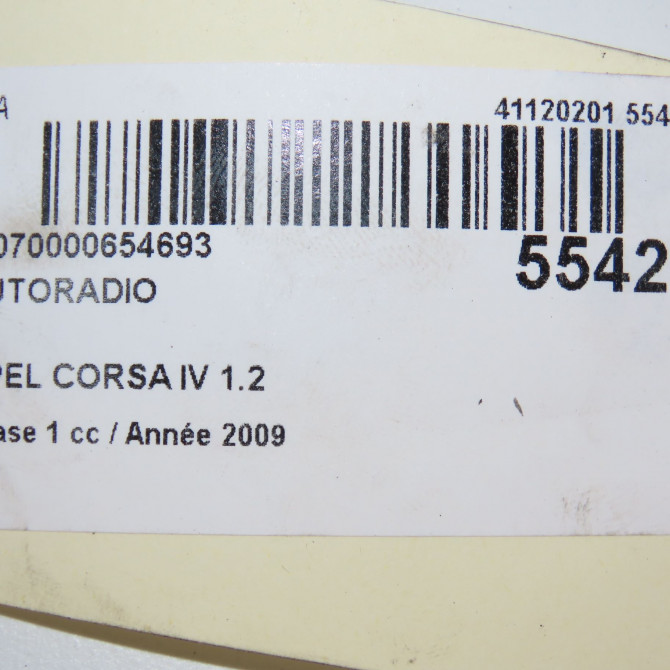 A
41120201 554
070000654693
5542
UTORADIO
PEL CORSA IV 1.2
ase 1 cc / Année 2009